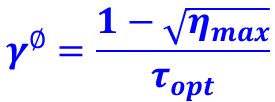 γ^∅ = (1 − √η_max) / τ_opt